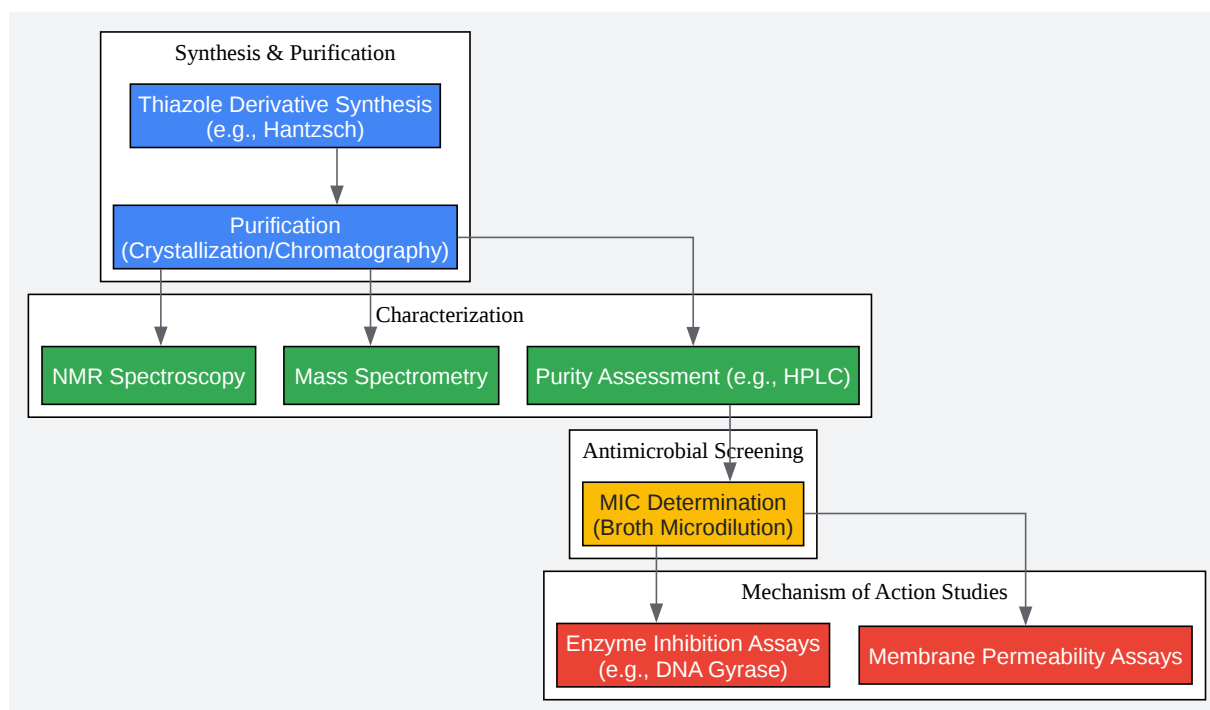 Synthesis & Purification
Thiazole Derivative Synthesis
(e.g., Hantzsch)
Purification
(Crystallization/Chromatography)
Characterization
NMR Spectroscopy
Mass Spectrometry
Purity Assessment (e.g., HPLC)
Antimicrobial Screening
MIC Determination
(Broth Microdilution)
Mechanism of Action Studies
Enzyme Inhibition Assays
(e.g., DNA Gyrase)
Membrane Permeability Assays